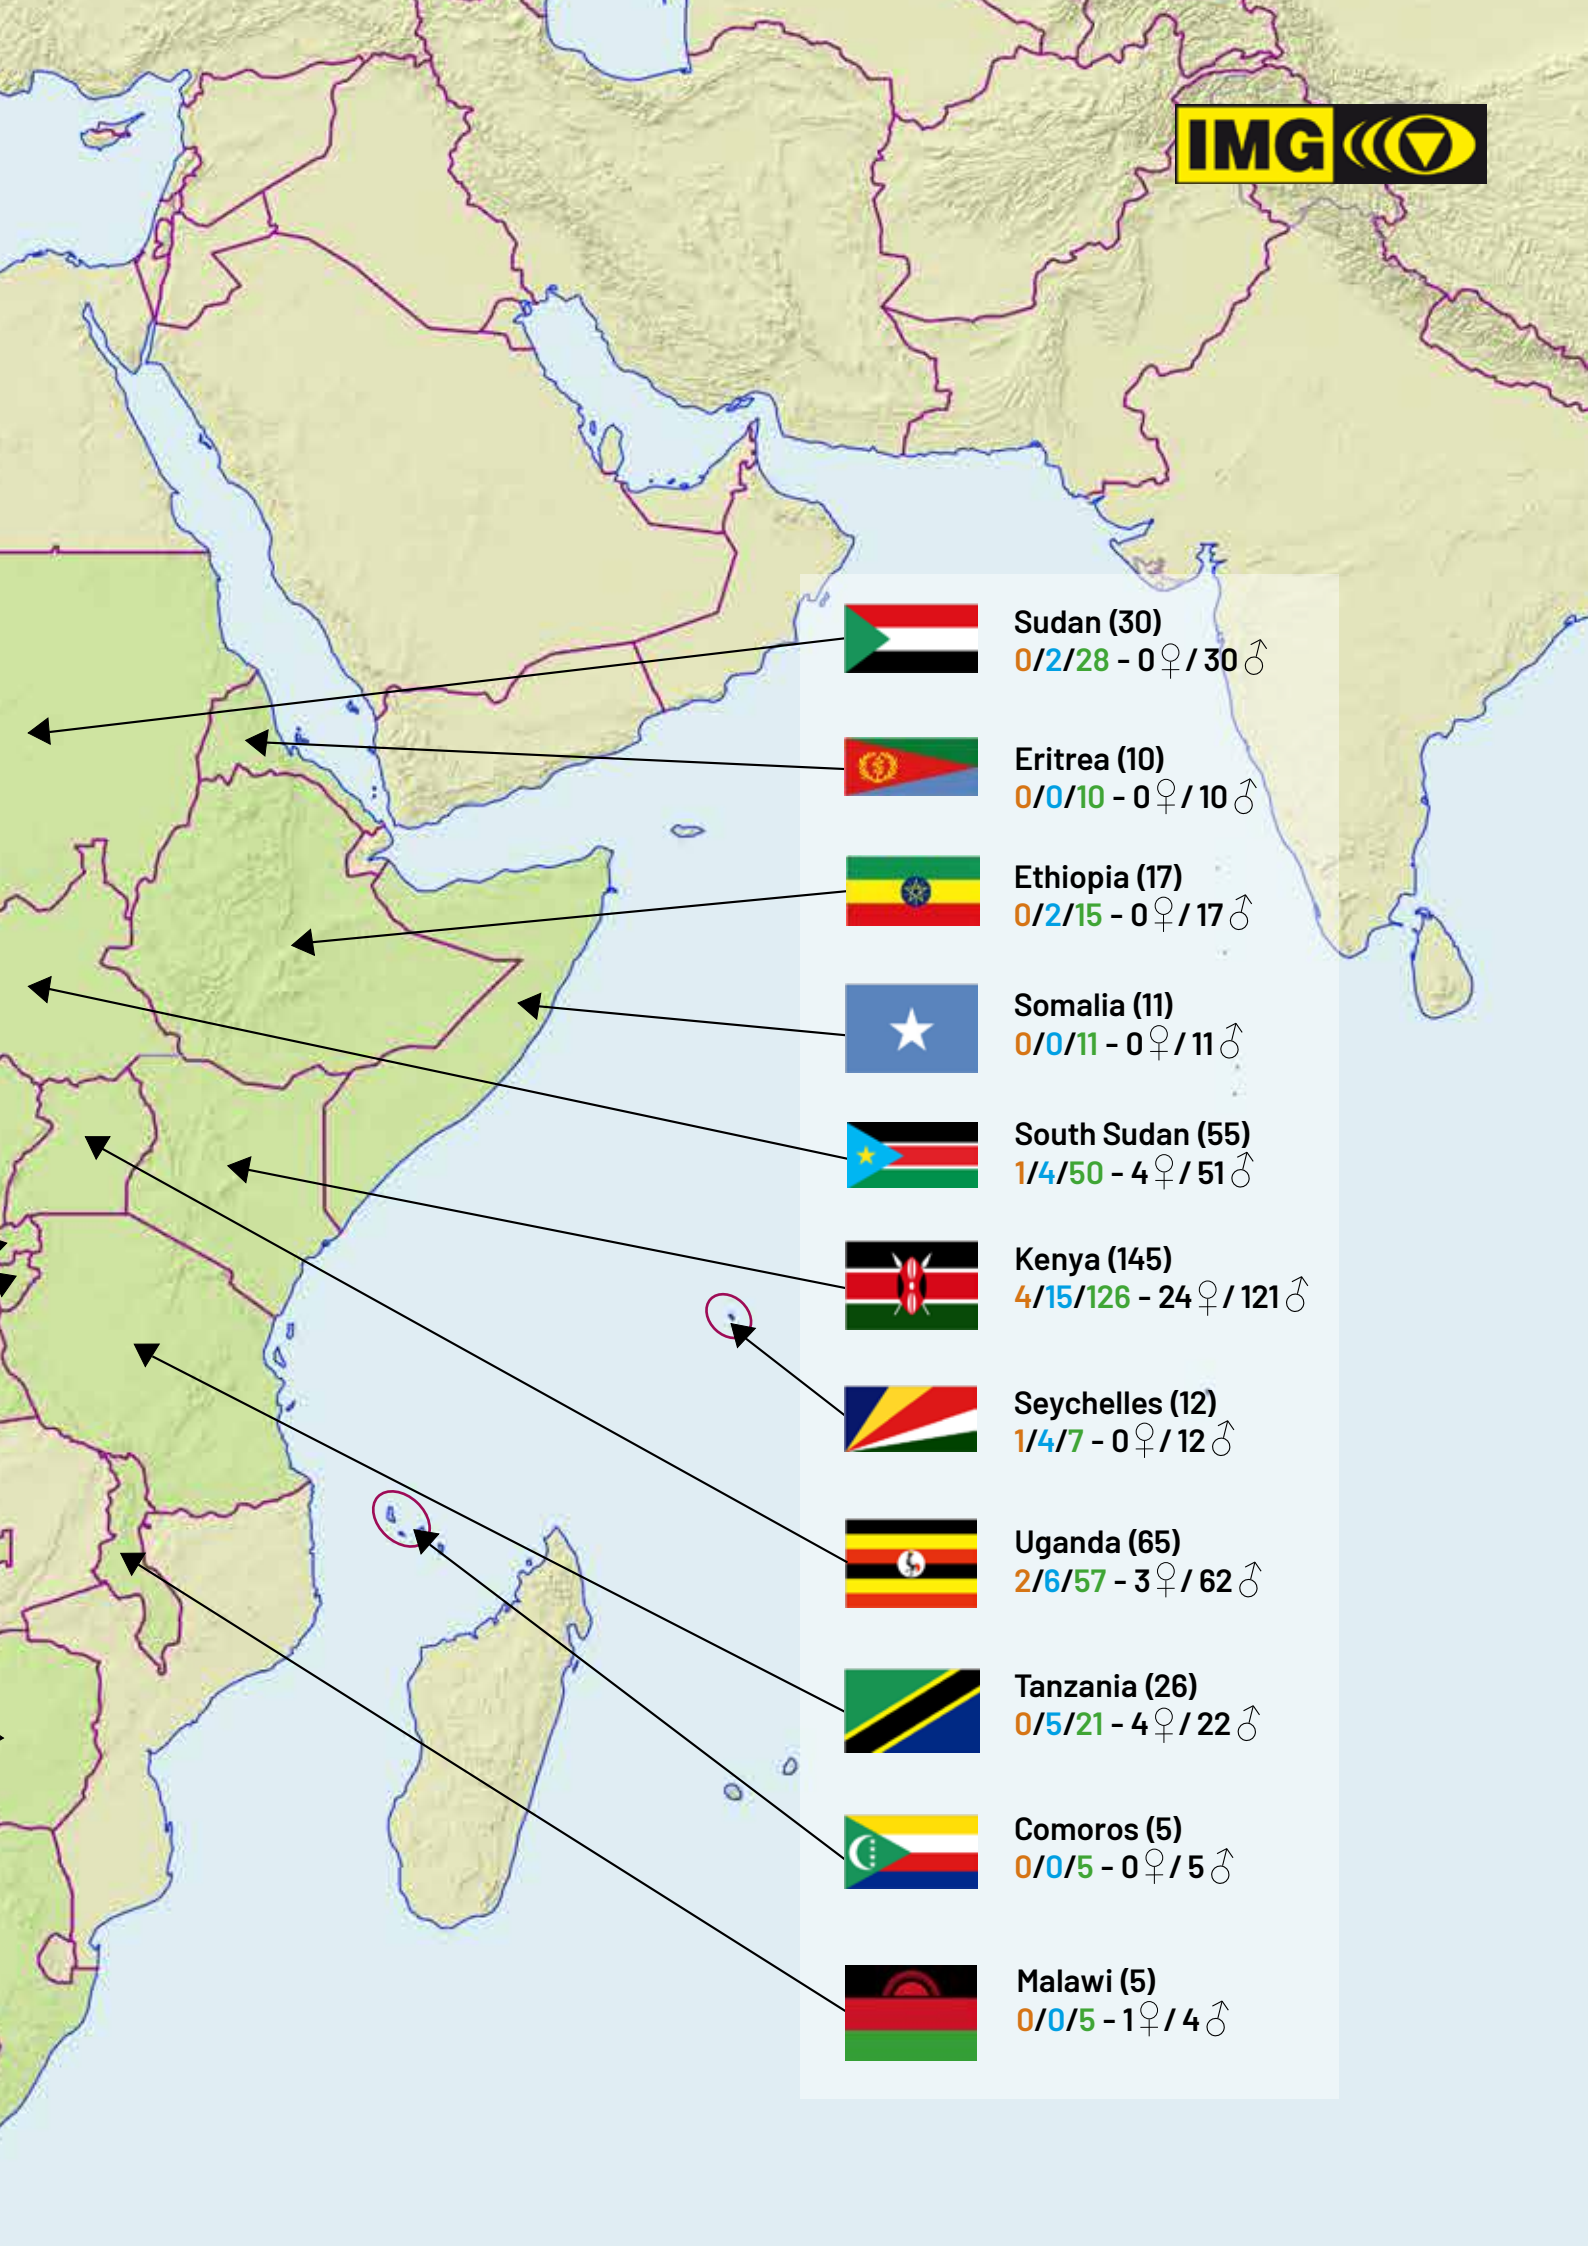 IMG
Sudan (30)
0/2/28 - 0♀/ 30♂
Eritrea (10)
0/0/10 - 0♀/ 10♂
Ethiopia (17)
0/2/15 - 0♀/ 17♂
Somalia (11)
0/0/11 - 0♀/ 11♂
South Sudan (55)
1/4/50 - 4♀/ 51♂
Kenya (145)
4/15/126 - 24♀/ 121♂
Seychelles (12)
1/4/7 - 0♀/ 12♂
Uganda (65)
2/6/57 - 3♀/ 62♂
Tanzania (26)
0/5/21 - 4♀/ 22♂
Comoros (5)
0/0/5 - 0♀/ 5♂
Malawi (5)
0/0/5 - 1♀/ 4♂